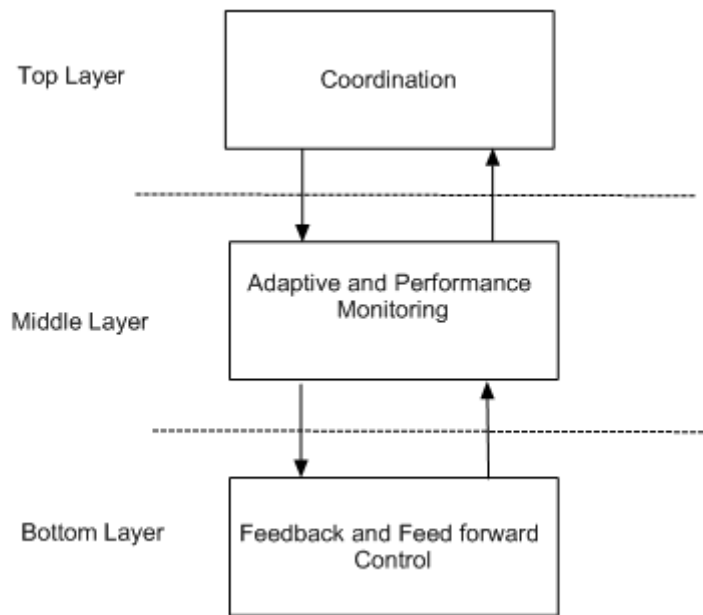 Top Layer
Coordination
Middle Layer
Adaptive and Performance
Monitoring
Bottom Layer
Feedback and Feed forward
Control